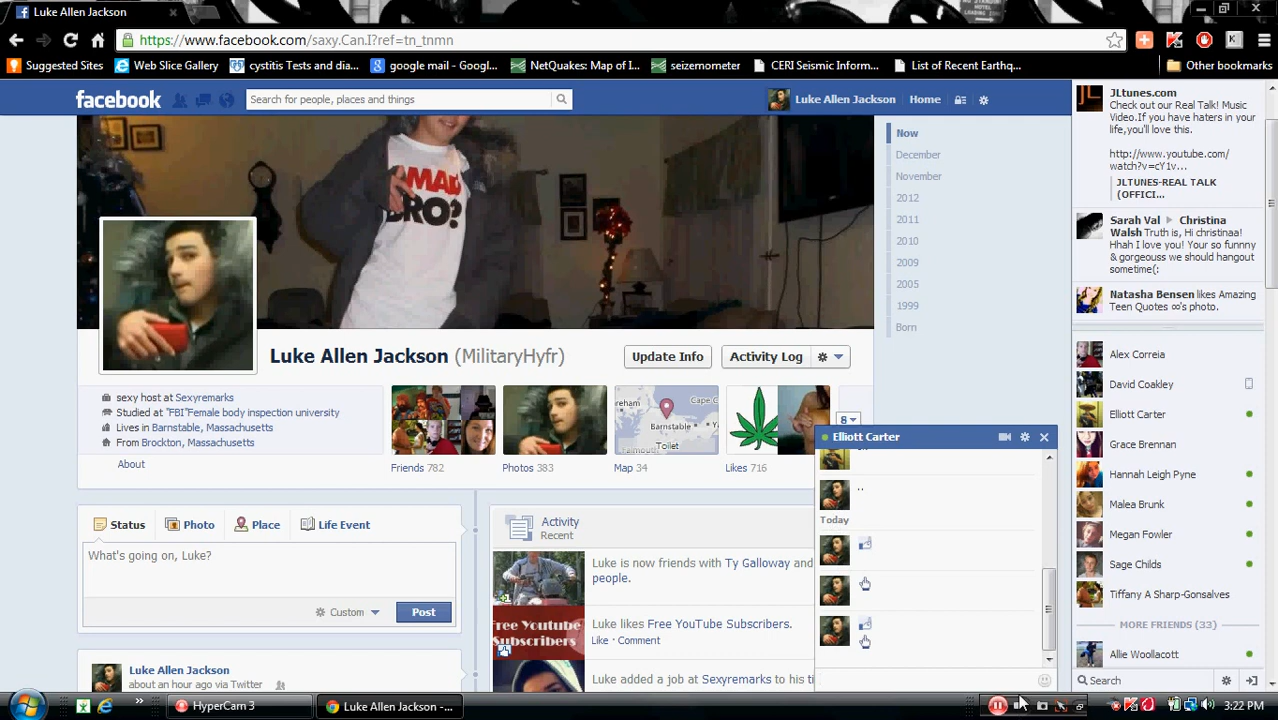 Luke Allen Jackson
https://www.facebook.com/saxy.Can.I?ref=tn_tnmn
Suggested Sites
Web Slice Gallery
cystitis Tests and dia...
google mail - Googl...
NetQuakes: Map of I...
seizemometer
CERI Seismic Inform...
List of Recent Earthq...
Other bookmarks
facebook
Search for people, places and things
Luke Allen Jackson
Home
MAD
BRO?
Now
December
November
2012
2011
2010
2009
2005
1999
Born
Luke Allen Jackson (MilitaryHyfr)
Update Info
Activity Log
sexy host at Sexyremarks
Studied at "FBI"Female body inspection university
Lives in Barnstable, Massachusetts
From Brockton, Massachusetts
About
Barnstable
Toilet
Friends 782
Photos 383
Map 34
Likes 716
8
Status
Photo
Place
Life Event
What's going on, Luke?
Custom
Post
Luke Allen Jackson
about an hour ago via Twitter
Activity
Recent
Luke is now friends with Ty Galloway and
people.
+1
Free YouTube
Subscribers
Luke likes Free YouTube Subscribers.
Like · Comment
Luke added a job at Sexyremarks to his ti
Elliott Carter
..
Today
JLtunes.com
Check out our Real Talk! Music
Video.If you have haters in your
life,you'll love this.
http://www.youtube.com/
watch?v=cY1v...
JLTUNES-REAL TALK
(OFFICI...
Sarah Val ▶ Christina
Walsh Truth is, Hi christinaa!
Hhah I love you! Your so funnny
& gorgeouss we should hangout
sometime(:
Natasha Bensen likes Amazing
Teen Quotes ∞'s photo.
Alex Correia
David Coakley
Elliott Carter
Grace Brennan
Hannah Leigh Pyne
Malea Brunk
Megan Fowler
Sage Childs
Tiffany A Sharp-Gonsalves
MORE FRIENDS (33)
Allie Woollacott
Search
HyperCam 3
Luke Allen Jackson -...
3:22 PM